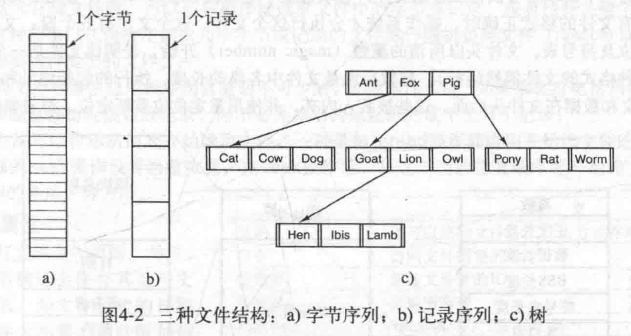 1个字节
1个记录
Ant Fox Pig
Cat Cow Dog Goat Lion Owl Pony Rat Worm
Hen Ibis Lamb
a) b) c)
图4-2 三种文件结构：a) 字节序列；b) 记录序列；c) 树